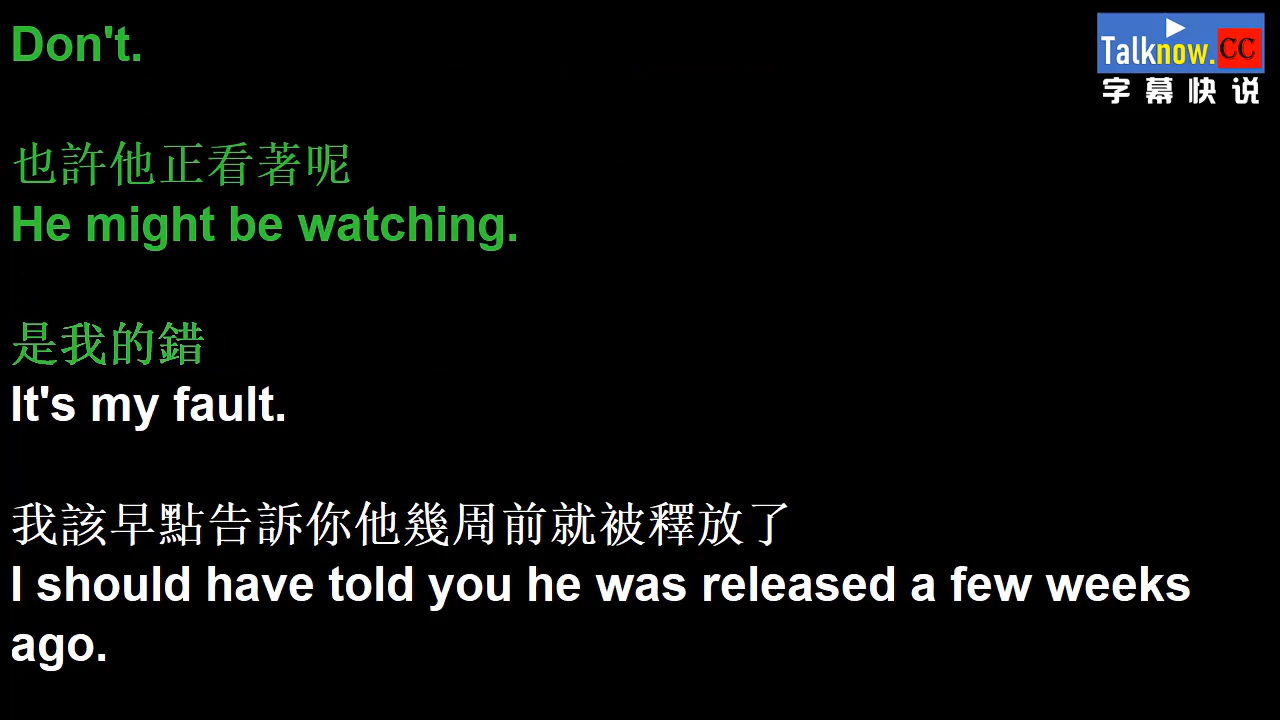 Don't.
Talknow.CC
字幕快说
也許他正看著呢
He might be watching.
是我的錯
It's my fault.
我該早點告訴你他幾周前就被釋放了
I should have told you he was released a few weeks
ago.